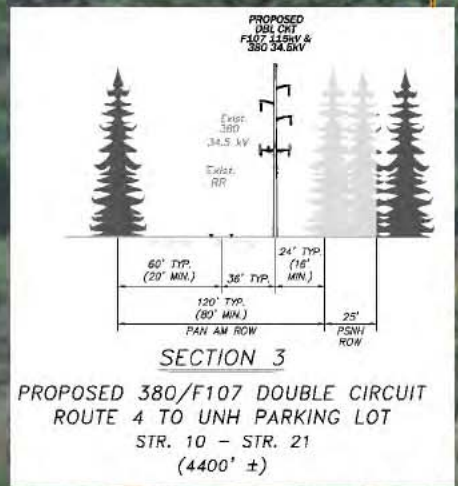 PROPOSED
DBL CKT
F107 115kV &
380 34.5kV
Exist.
380
34.5 kV
Exist.
RR
24' TYP.
(16'
MIN.)
60' TYP.
(20' MIN.)
36' TYP.
120' TYP.
(80' MIN.)
PAN AM ROW
25'
PSNH
ROW
SECTION 3
PROPOSED 380/F107 DOUBLE CIRCUIT
ROUTE 4 TO UNH PARKING LOT
STR. 10 - STR. 21
(4400' ±)